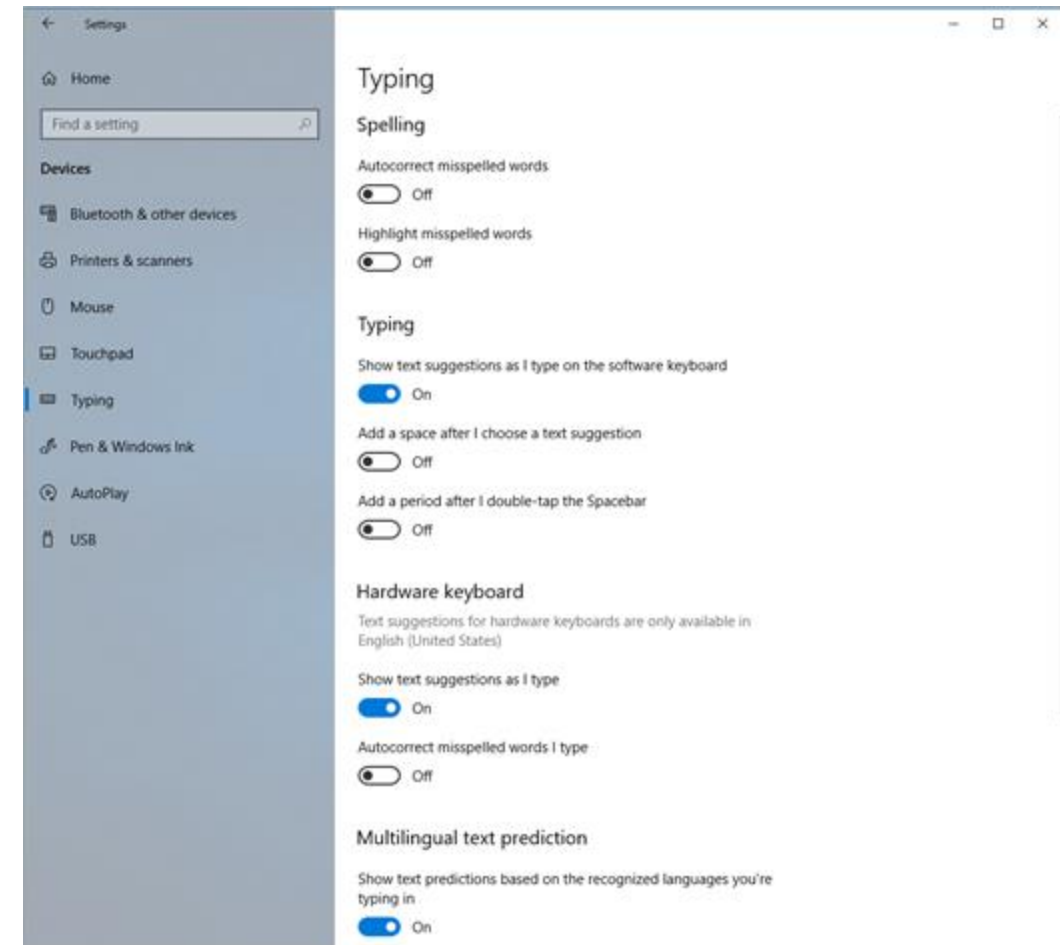 Settings
Home
Find a setting
Devices
Bluetooth & other devices
Printers & scanners
Mouse
Touchpad
Typing
Pen & Windows Ink
AutoPlay
USB
Typing
Spelling
Autocorrect misspelled words
Off
Highlight misspelled words
Off
Typing
Show text suggestions as I type on the software keyboard
On
Add a space after I choose a text suggestion
Off
Add a period after I double-tap the Spacebar
Off
Hardware keyboard
Text suggestions for hardware keyboards are only available in
English (United States)
Show text suggestions as I type
On
Autocorrect misspelled words I type
Off
Multilingual text prediction
Show text predictions based on the recognized languages you're
typing in
On